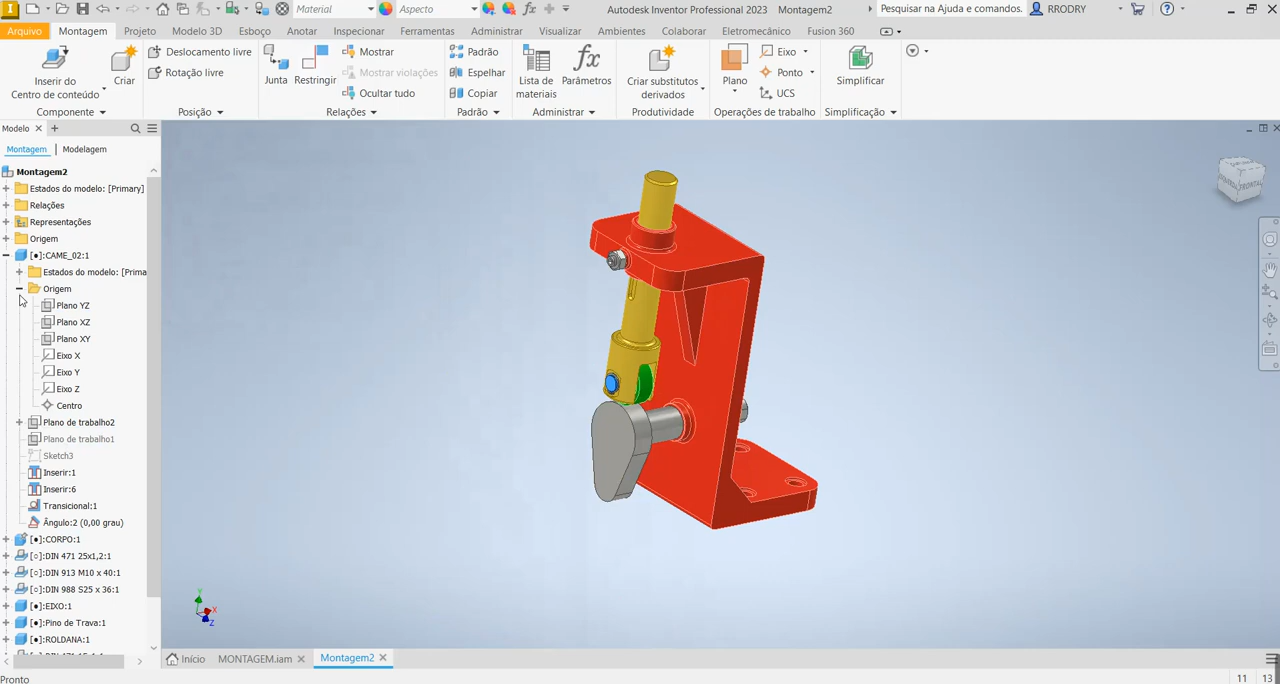 Material
Aspecto
Autodesk Inventor Professional 2023 Montagem2
Pesquisar na Ajuda e comandos.
RRODRY
Arquivo Montagem Projeto Modelo 3D Esboço Anotar Inspecionar Ferramentas Administrar Visualizar Ambientes Colaborar Eletromecânico Fusion 360
Inserir do
Centro de conteúdo
Criar
Componente
Deslocamento livre
Rotação livre
Posição
Junta
Restringir
Mostrar
Mostrar violações
Ocultar tudo
Relações
Padrão
Espelhar
Copiar
Padrão
Lista de
materiais
Parâmetros
Administrar
Criar substitutos
derivados
Produtividade
Plano
Eixo
Ponto
UCS
Operações de trabalho
Simplificar
Simplificação
Modelo
Montagem Modelagem
Montagem2
Estados do modelo: [Primary]
Relações
Representações
Origem
[●]:CAME_02:1
Estados do modelo: [Prima
Origem
Plano YZ
Plano XZ
Plano XY
Eixo X
Eixo Y
Eixo Z
Centro
Plano de trabalho2
Plano de trabalho1
Sketch3
Inserir:1
Inserir:6
Transicional:1
Ângulo:2 (0,00 grau)
[●]:CORPO:1
[○]:DIN 471 25x1,2:1
[○]:DIN 913 M10 x 40:1
[○]:DIN 988 S25 x 36:1
[●]:EIXO:1
[●]:Pino de Trava:1
[●]:ROLDANA:1
FRONTAL
Y
X
Z
Início MONTAGEM.iam Montagem2
Pronto
11 13